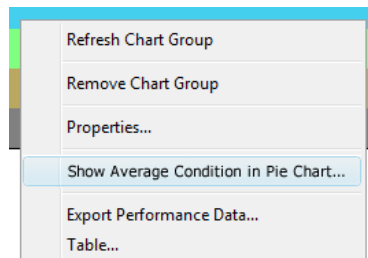 Refresh Chart Group
Remove Chart Group
Properties...
Show Average Condition in Pie Chart...
Export Performance Data...
Table...